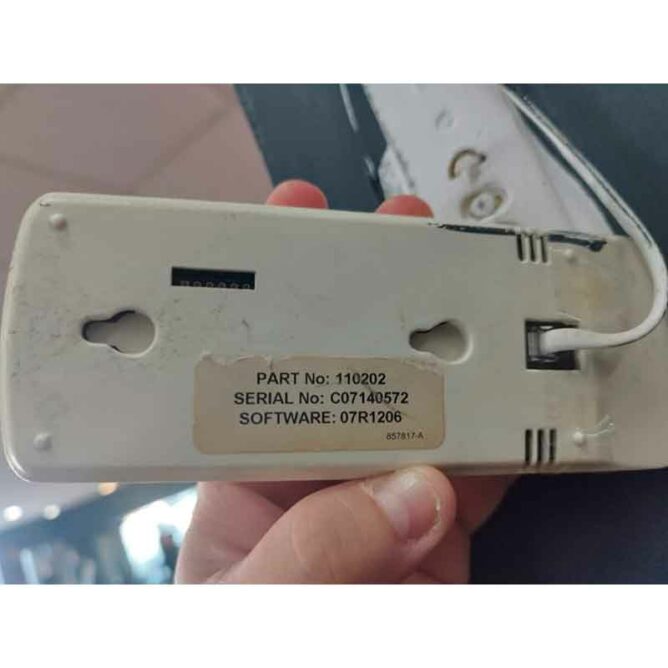 PART No: 110202
SERIAL No: C07140572
SOFTWARE: 07R1206
857817-A